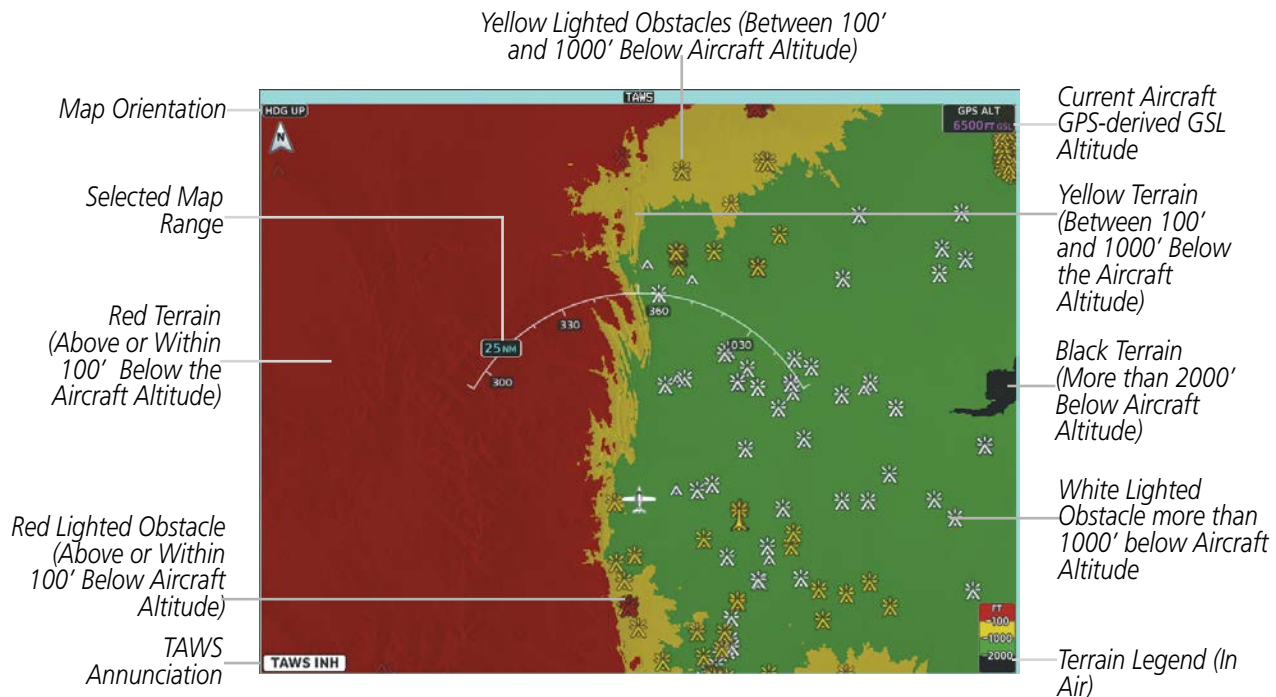 Yellow Lighted Obstacles (Between 100’
and 1000’ Below Aircraft Altitude)
Map Orientation
Selected Map
Range
Red Terrain
(Above or Within
100’ Below the
Aircraft Altitude)
Red Lighted Obstacle
(Above or Within
100’ Below Aircraft
Altitude)
TAWS
Annunciation
TAWS
HDG UP
N
GPS ALT
6500FT GSL
330
360
030
25NM
300
TAWS INH
FT
-100
-1000
-2000
Current Aircraft
GPS-derived GSL
Altitude
Yellow Terrain
(Between 100’
and 1000’ Below
the Aircraft
Altitude)
Black Terrain
(More than 2000’
Below Aircraft
Altitude)
White Lighted
Obstacle more than
1000’ below Aircraft
Altitude
Terrain Legend (In
Air)